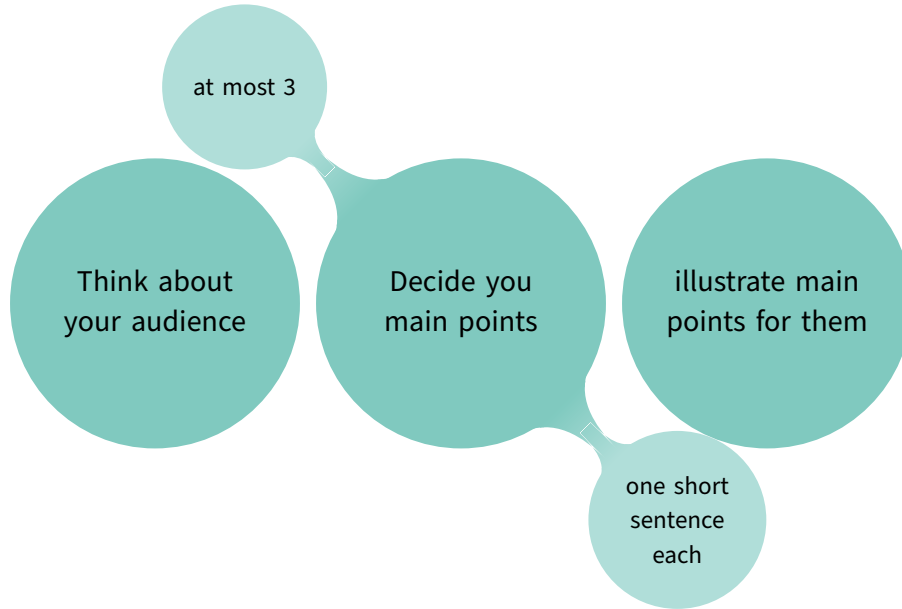 at most 3
Think about
your audience
Decide you
main points
illustrate main
points for them
one short
sentence
each